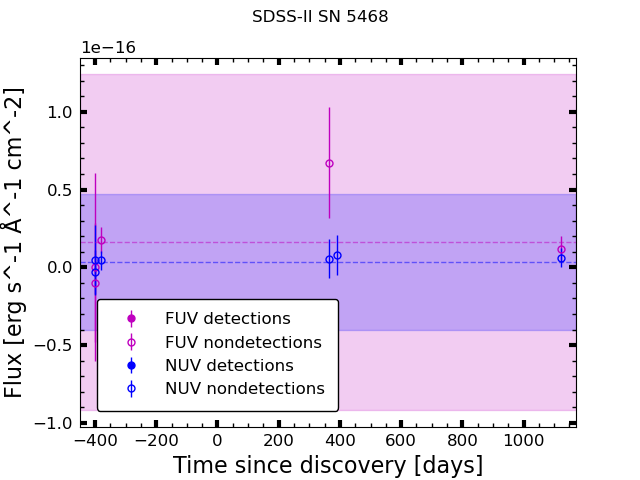 SDSS-II SN 5468
1e−16
Flux [erg s^-1 Å^-1 cm^-2]
1.0
0.5
0.0
−0.5
−1.0
FUV detections
FUV nondetections
NUV detections
NUV nondetections
−400 −200 0 200 400 600 800 1000
Time since discovery [days]